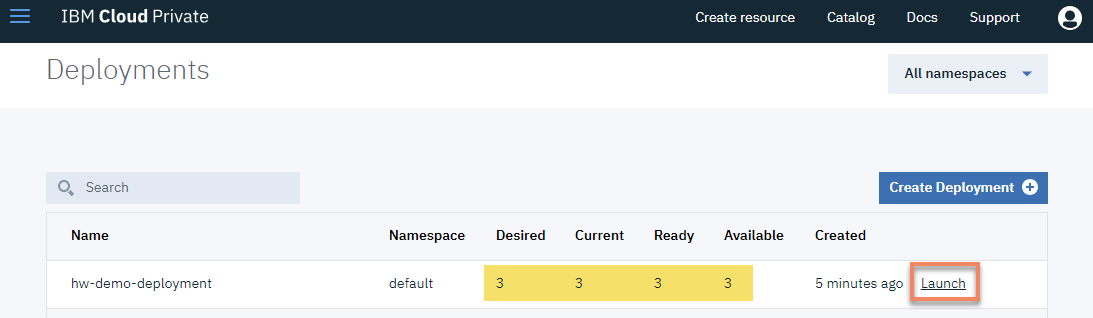 IBM Cloud Private Create resource Catalog Docs Support
Deployments
All namespaces
Search
Create Deployment
Name Namespace Desired Current Ready Available Created
hw-demo-deployment default 3 3 3 3 5 minutes ago Launch